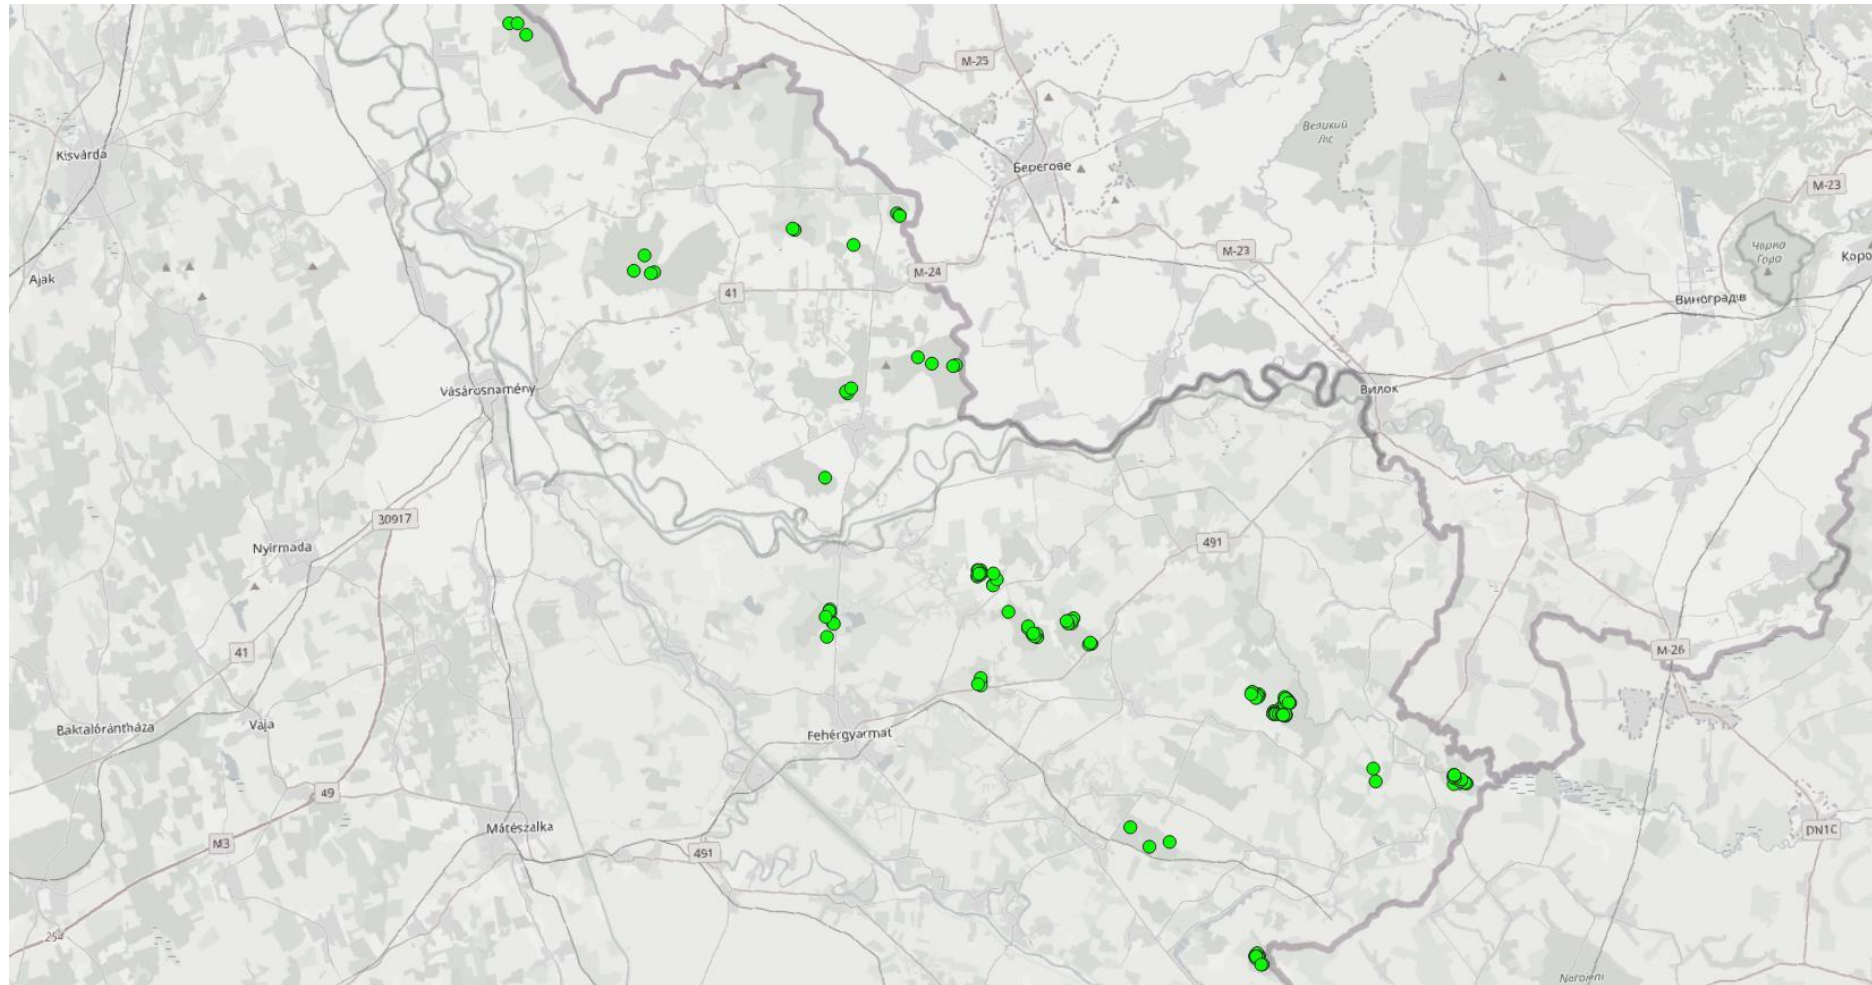 M-25
Kisvárda
Великий
Ліс
Берегове
M-23
Чорна
Гора
M-23
Ajak
M-24
41
Виноградів
Коро
Vásárosnamény
Вилок
30917
Nyírmada
491
41
M-26
Baktalórántháza
Vaja
Fehérgyarmat
49
Mátészalka
M3
491
DN1C
254
Noroieni